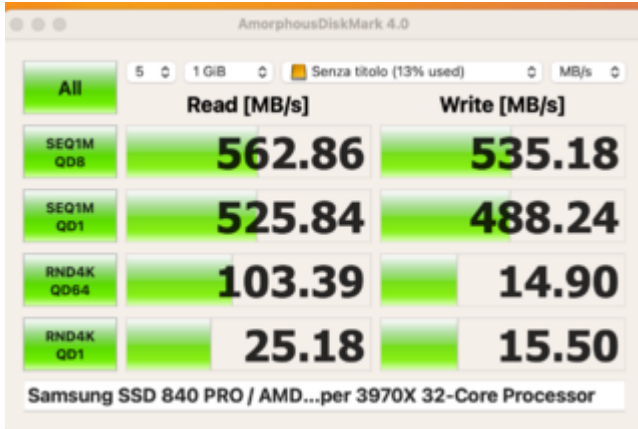 AmorphousDiskMark 4.0
All
5 1 GiB Senza titolo (13% used) MB/s
Read [MB/s] Write [MB/s]
SEQ1M QD8 562.86 535.18
SEQ1M QD1 525.84 488.24
RND4K QD64 103.39 14.90
RND4K QD1 25.18 15.50
Samsung SSD 840 PRO / AMD...per 3970X 32-Core Processor